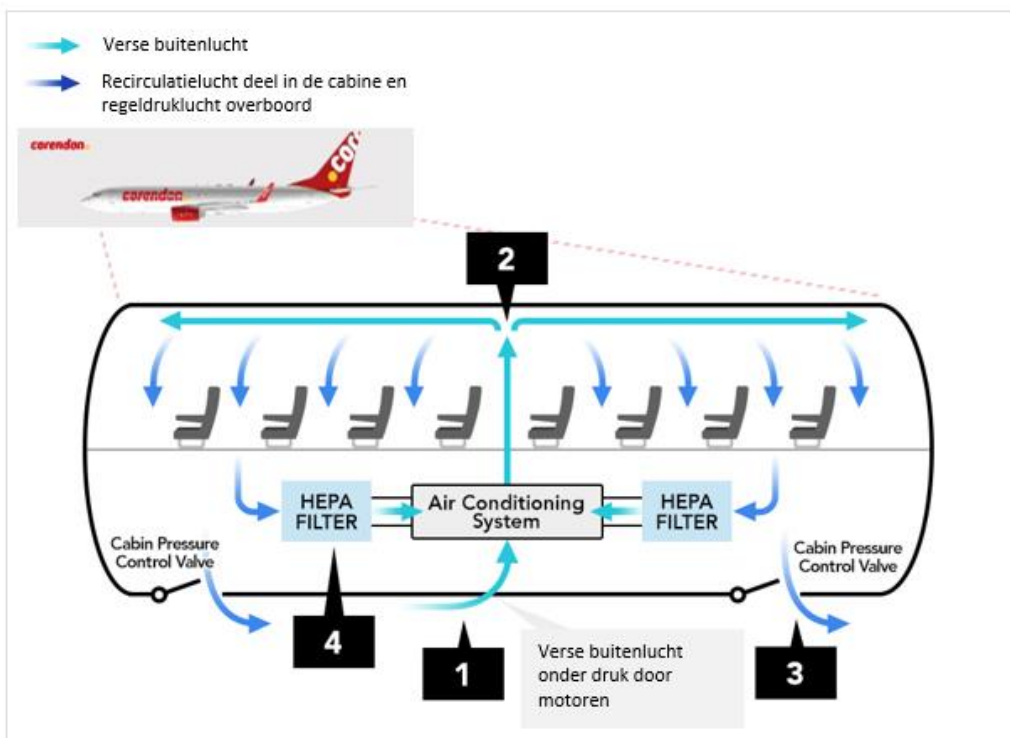 Verse buitenlucht
Recirculatielucht deel in de cabine en
regeldruklucht overboord
corendon
cor
corendon
2
HEPA
FILTER
Air Conditioning
System
HEPA
FILTER
Cabin Pressure
Control Valve
Cabin Pressure
Control Valve
4
1
Verse buitenlucht
onder druk door
motoren
3